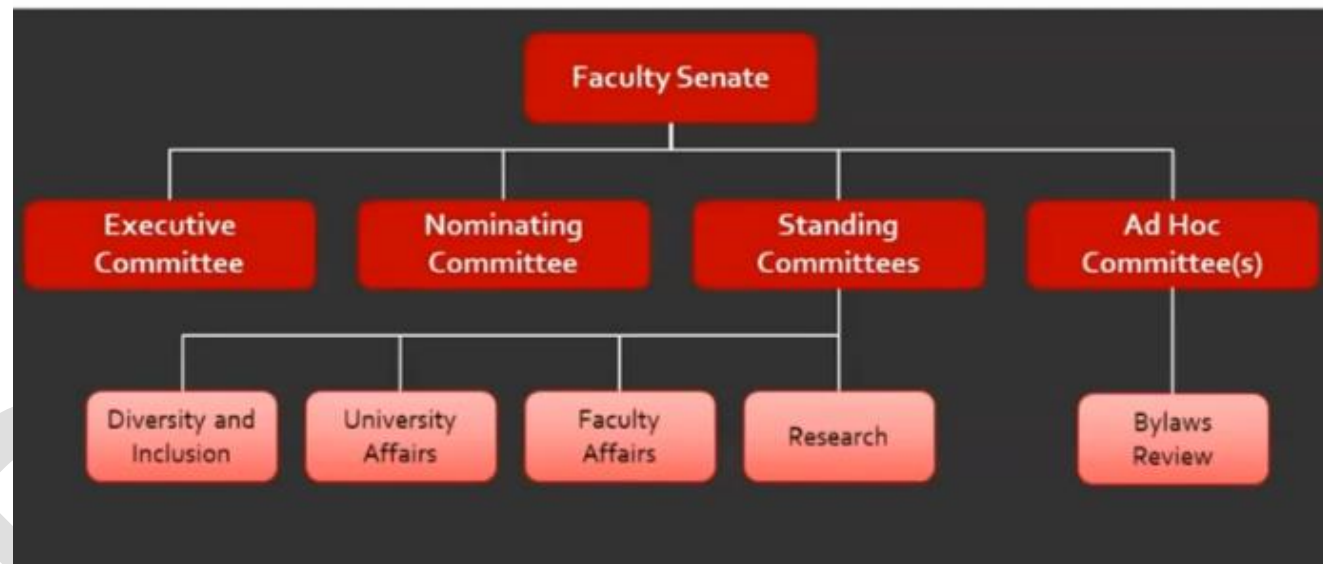 Faculty Senate
Executive
Committee
Nominating
Committee
Standing
Committees
Ad Hoc
Committee(s)
Diversity and
Inclusion
University
Affairs
Faculty
Affairs
Research
Bylaws
Review